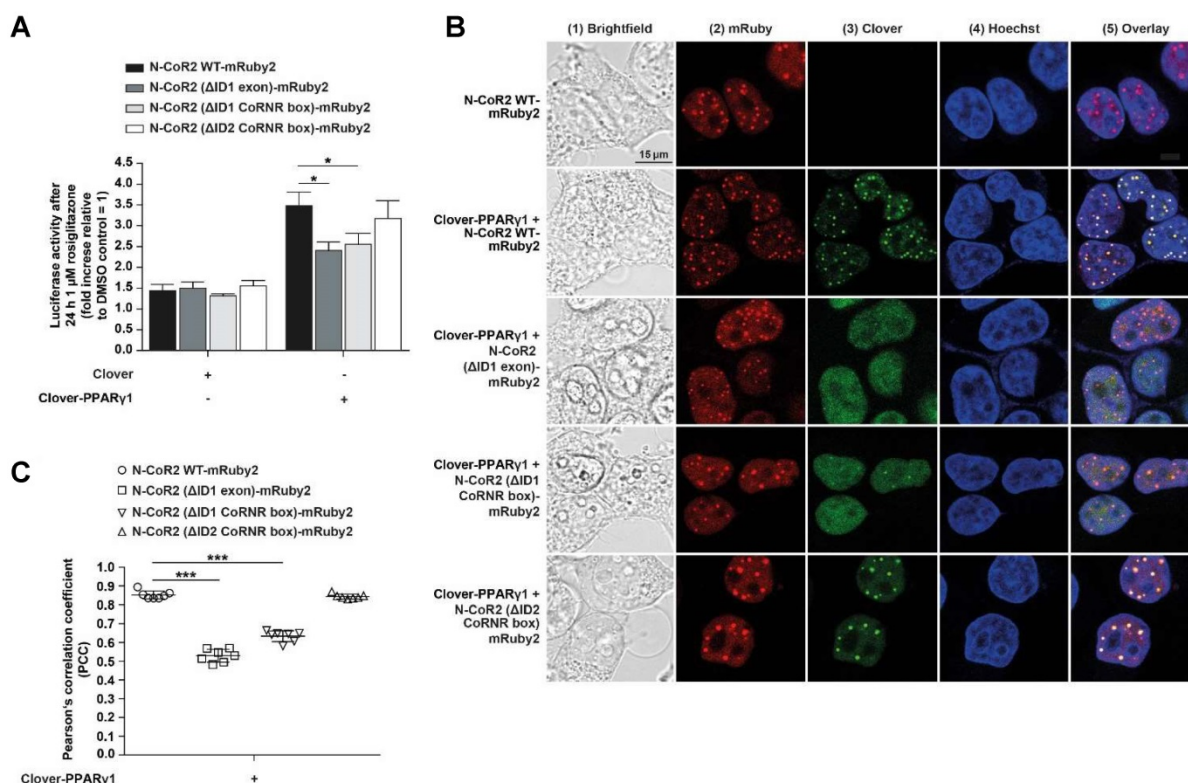 A
N-CoR2 WT-mRuby2
N-CoR2 (ΔID1 exon)-mRuby2
N-CoR2 (ΔID1 CoRNR box)-mRuby2
N-CoR2 (ΔID2 CoRNR box)-mRuby2
Luciferase activity after
24 h 1 µM rosiglitazone
(fold increse relative
to DMSO control = 1)
4.5
4.0
3.5
3.0
2.5
2.0
1.5
1.0
0.5
0.0
*
*
Clover + -
Clover-PPARγ1 - +
B
(1) Brightfield (2) mRuby (3) Clover (4) Hoechst (5) Overlay
N-CoR2 WT-
mRuby2
15 µm
Clover-PPARγ1 +
N-CoR2 WT-
mRuby2
Clover-PPARγ1 +
N-CoR2
(ΔID1 exon)-
mRuby2
Clover-PPARγ1 +
N-CoR2 (ΔID1
CoRNR box)-
mRuby2
Clover-PPARγ1 +
N-CoR2 (ΔID2
CoRNR box)
mRuby2
C
N-CoR2 WT-mRuby2
N-CoR2 (ΔID1 exon)-mRuby2
N-CoR2 (ΔID1 CoRNR box)-mRuby2
N-CoR2 (ΔID2 CoRNR box)-mRuby2
Pearson's correlation coefficient
(PCC)
1.0
0.9
0.8
0.7
0.6
0.5
0.4
0.3
0.2
0.1
0.0
***
***
Clover-PPARγ1 +